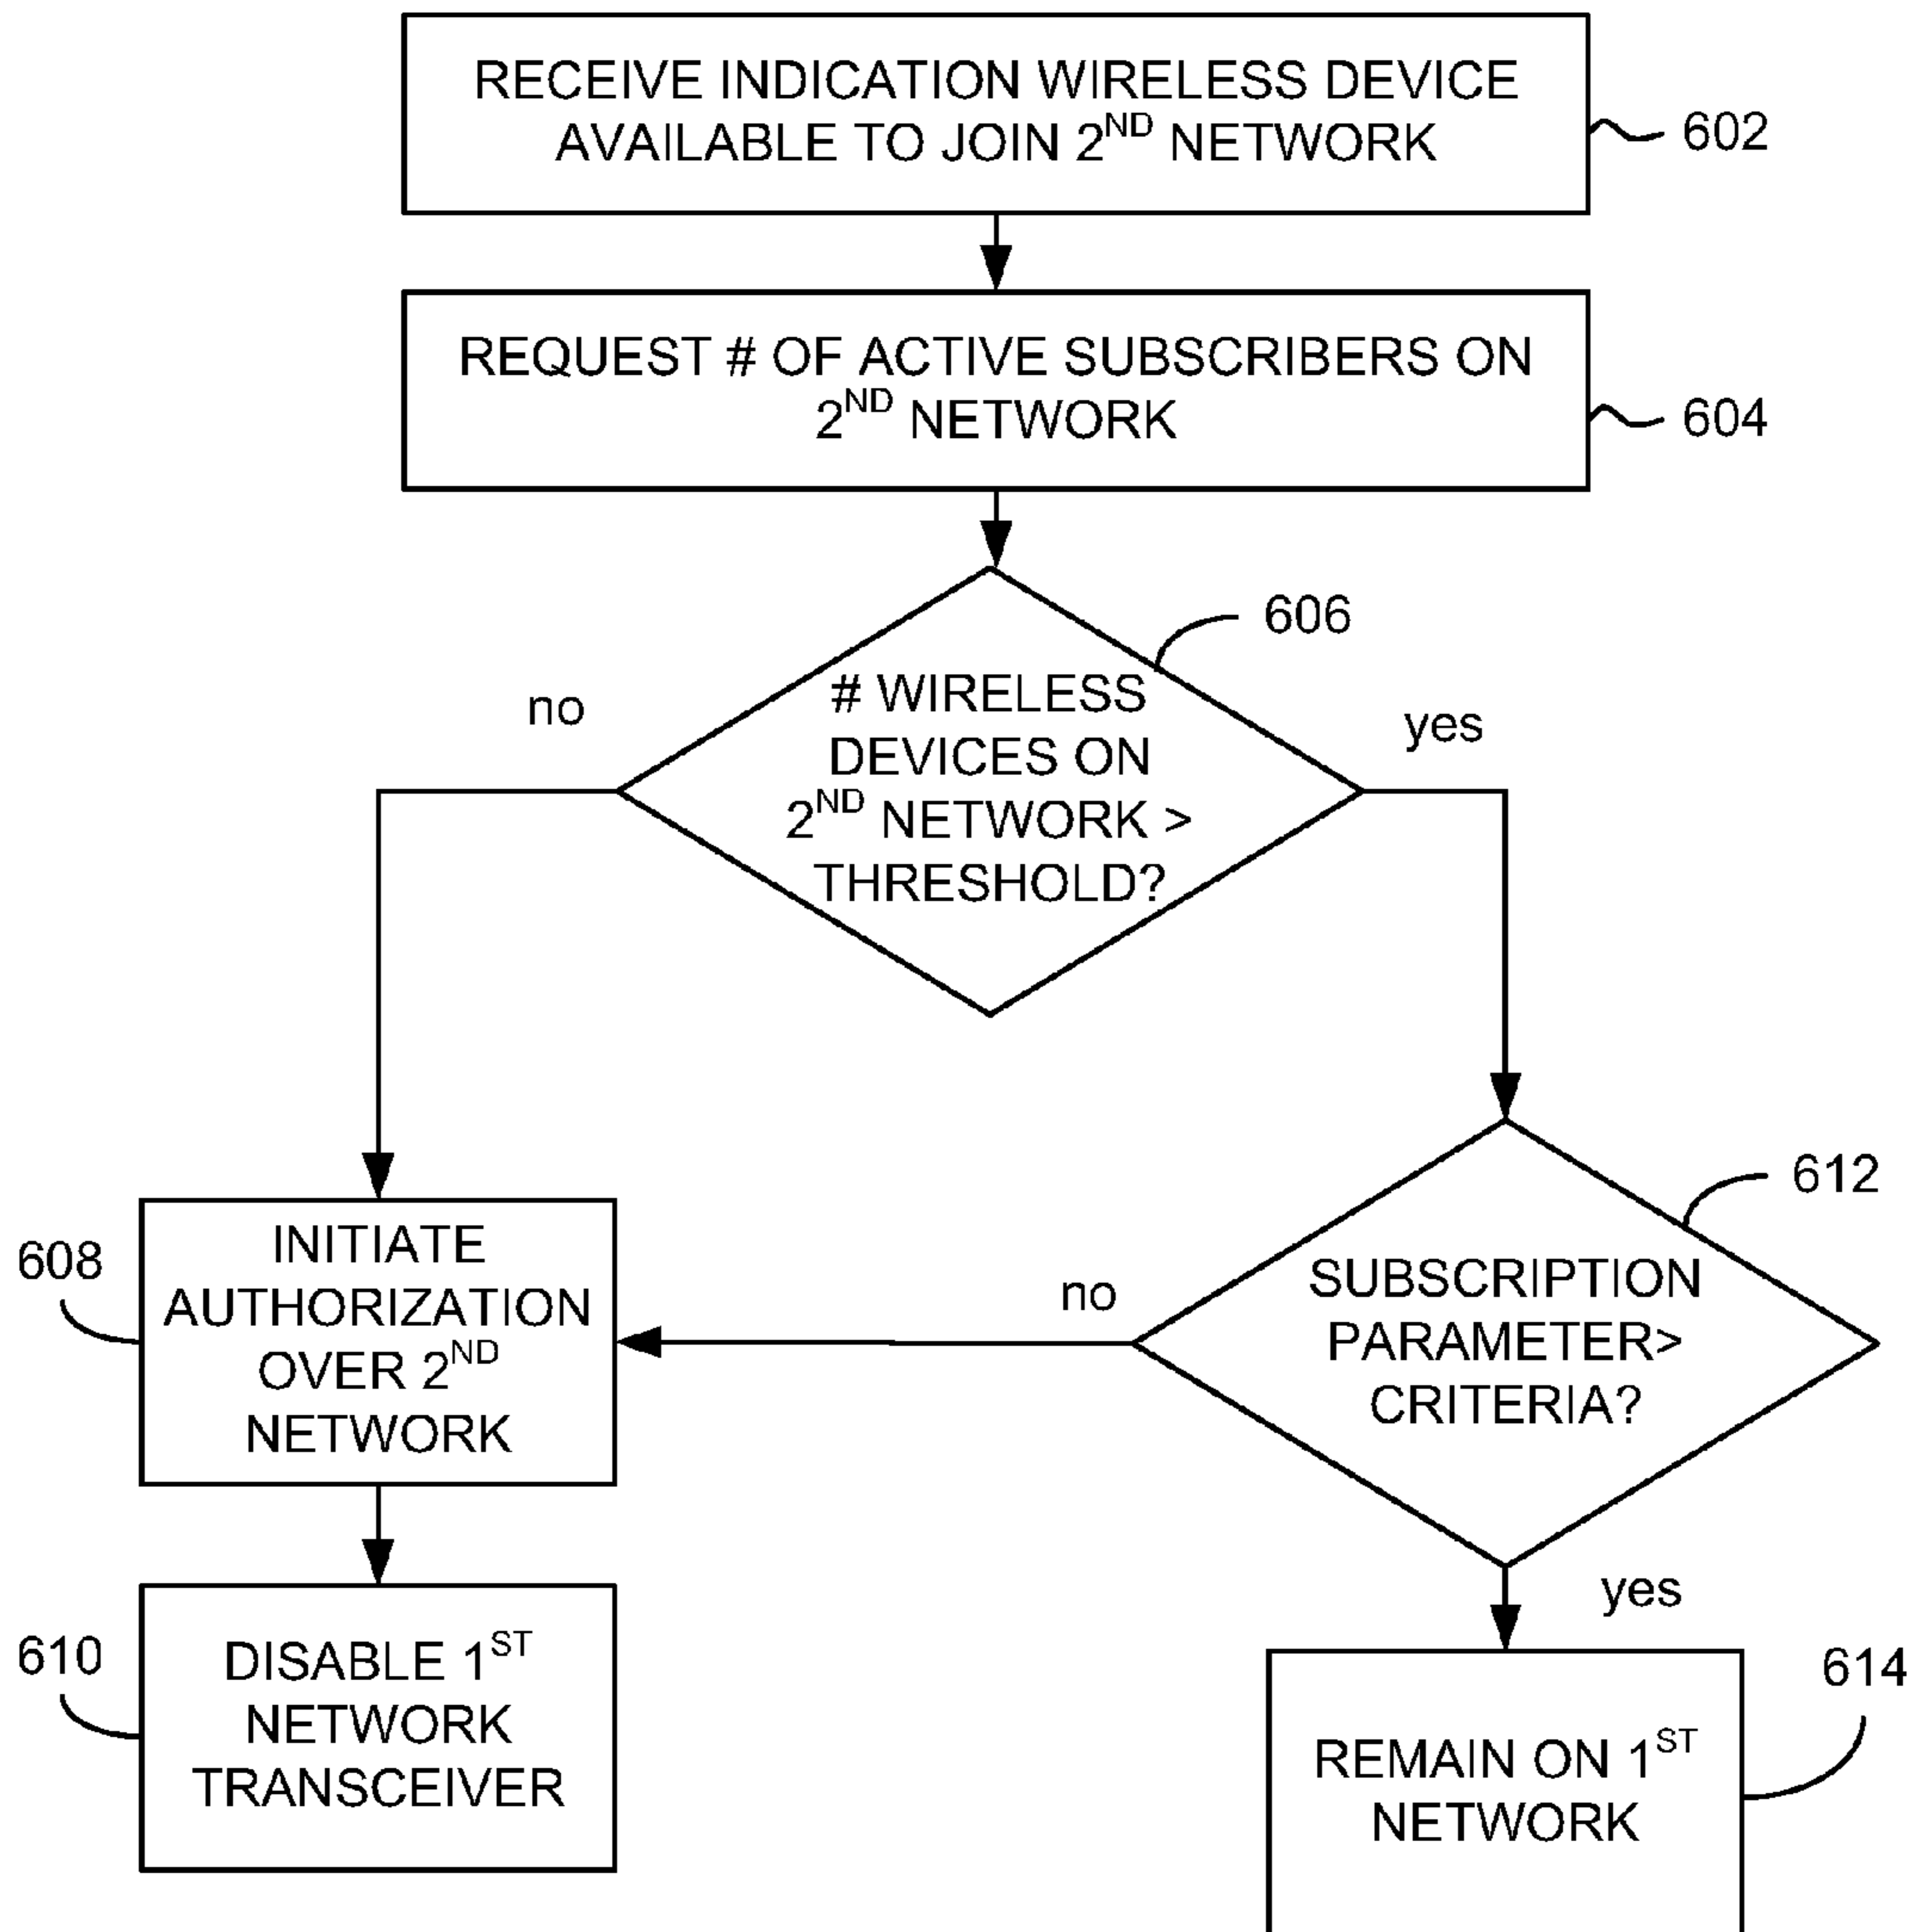 RECEIVE INDICATION WIRELESS DEVICE
AVAILABLE TO JOIN 2ND NETWORK
602
REQUEST # OF ACTIVE SUBSCRIBERS ON
2ND NETWORK
604
606
# WIRELESS
DEVICES ON
2ND NETWORK >
THRESHOLD?
no
yes
612
SUBSCRIPTION
PARAMETER>
CRITERIA?
no
yes
608
INITIATE
AUTHORIZATION
OVER 2ND
NETWORK
610
DISABLE 1ST
NETWORK
TRANSCEIVER
614
REMAIN ON 1ST
NETWORK